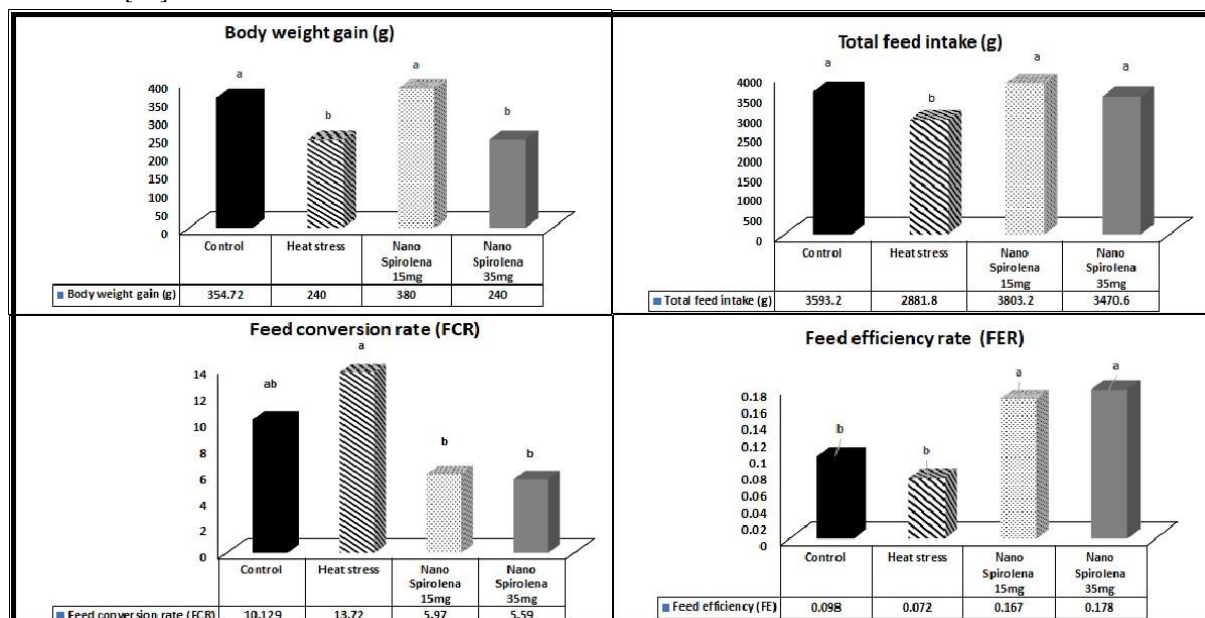 Body weight gain (g)
a
b
a
b
400
350
300
250
200
150
100
50
0
Control
Heat stress
Nano
Spirolena
15mg
Nano
Spirolena
35mg
Body weight gain (g)
354.72
240
380
240
Total feed intake (g)
a
b
a
a
4000
3500
3000
2500
2000
1500
1000
500
0
Control
Heat stress
Nano
Spirolena
15mg
Nano
Spirolena
35mg
Total feed intake (g)
3593.2
2881.8
3803.2
3470.6
Feed conversion rate (FCR)
ab
a
b
b
14
12
10
8
6
4
2
0
Control
Heat stress
Nano
Spirolena
15mg
Nano
Spirolena
35mg
Feed conversion rate (FCR)
10.129
13.72
5.97
5.59
Feed efficiency rate (FER)
b
b
a
a
0.18
0.16
0.14
0.12
0.1
0.08
0.06
0.04
0.02
0
Control
Heat stress
Nano
Spirolena
15mg
Nano
Spirolena
35mg
Feed efficiency (FE)
0.098
0.072
0.167
0.178